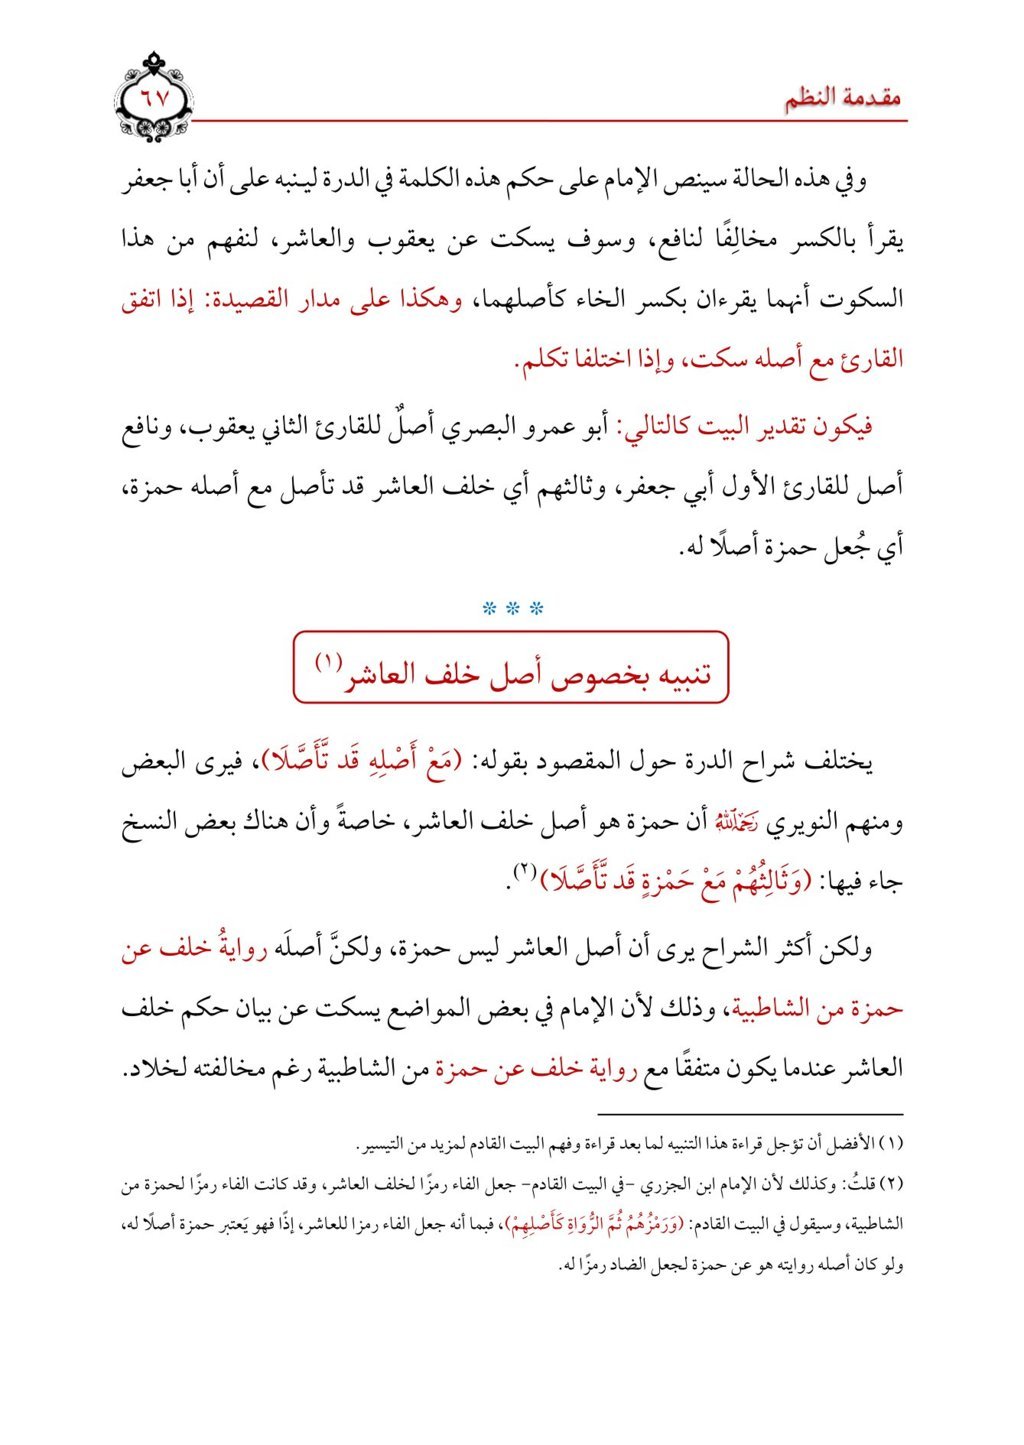 مقدمة النظم
٦٧
وفي هذه الحالة سينص الإمام على حكم هذه الكلمة في الدرة لينبه على أن أبا جعفر
يقرأ بالكسر مخالِفًا لنافع، وسوف يسكت عن يعقوب والعاشر، لنفهم من هذا
السكوت أنهما يقرءان بكسر الخاء كأصلهما، وهكذا على مدار القصيدة: إذا اتفق
القارئ مع أصله سكت، وإذا اختلفا تكلم.
فيكون تقدير البيت كالتالي: أبو عمرو البصري أصلٌ للقارئ الثاني يعقوب، ونافع
أصل للقارئ الأول أبي جعفر، وثالثهم أي خلف العاشر قد تأصل مع أصله حمزة،
أي جُعل حمزة أصلًا له.
* * *
تنبيه بخصوص أصل خلف العاشر(١)
يختلف شراح الدرة حول المقصود بقوله: (مَعْ أَصْلِهِ قَد تَّأَصَّلَا)، فيرى البعض
ومنهم النويري رَحِمَهُ اللَّهُ أن حمزة هو أصل خلف العاشر، خاصةً وأن هناك بعض النسخ
جاء فيها: (وَثَالِثُهُمْ مَعْ حَمْزةٍ قَد تَّأَصَّلَا)(٢).
ولكن أكثر الشراح يرى أن أصل العاشر ليس حمزة، ولكنَّ أصلَه روايةُ خلف عن
حمزة من الشاطبية، وذلك لأن الإمام في بعض المواضع يسكت عن بيان حكم خلف
العاشر عندما يكون متفقًا مع رواية خلف عن حمزة من الشاطبية رغم مخالفته لخلاد.
(١) الأفضل أن تؤجل قراءة هذا التنبيه لما بعد قراءة وفهم البيت القادم لمزيد من التيسير.
(٢) قلتُ: وكذلك لأن الإمام ابن الجزري -في البيت القادم- جعل الفاء رمزًا لخلف العاشر، وقد كانت الفاء رمزًا لحمزة من
الشاطبية، وسيقول في البيت القادم: (وَرَمْزُهُمُ ثُمَّ الرُّوَاةِ كَأَصْلِهِمْ)، فبما أنه جعل الفاء رمزا للعاشر، إذًا فهو يَعتبر حمزة أصلًا له،
ولو كان أصله روايته هو عن حمزة لجعل الضاد رمزًا له.